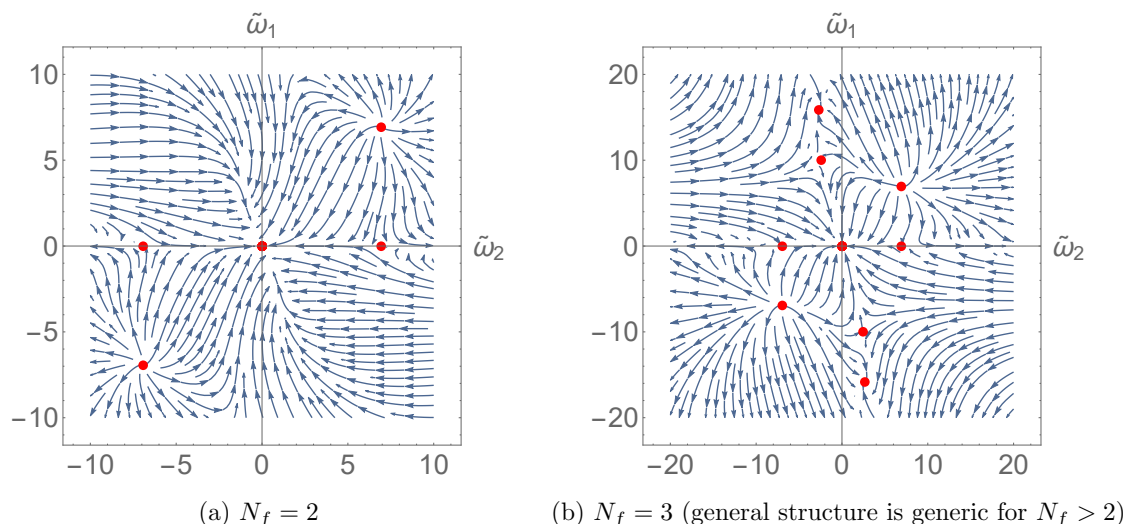 ω̃₁
10
5
0
−5
−10
ω̃₂
−10 −5 0 5 10
(a) N_f = 2
ω̃₁
20
10
0
−10
−20
ω̃₂
−20 −10 0 10 20
(b) N_f = 3 (general structure is generic for N_f > 2)